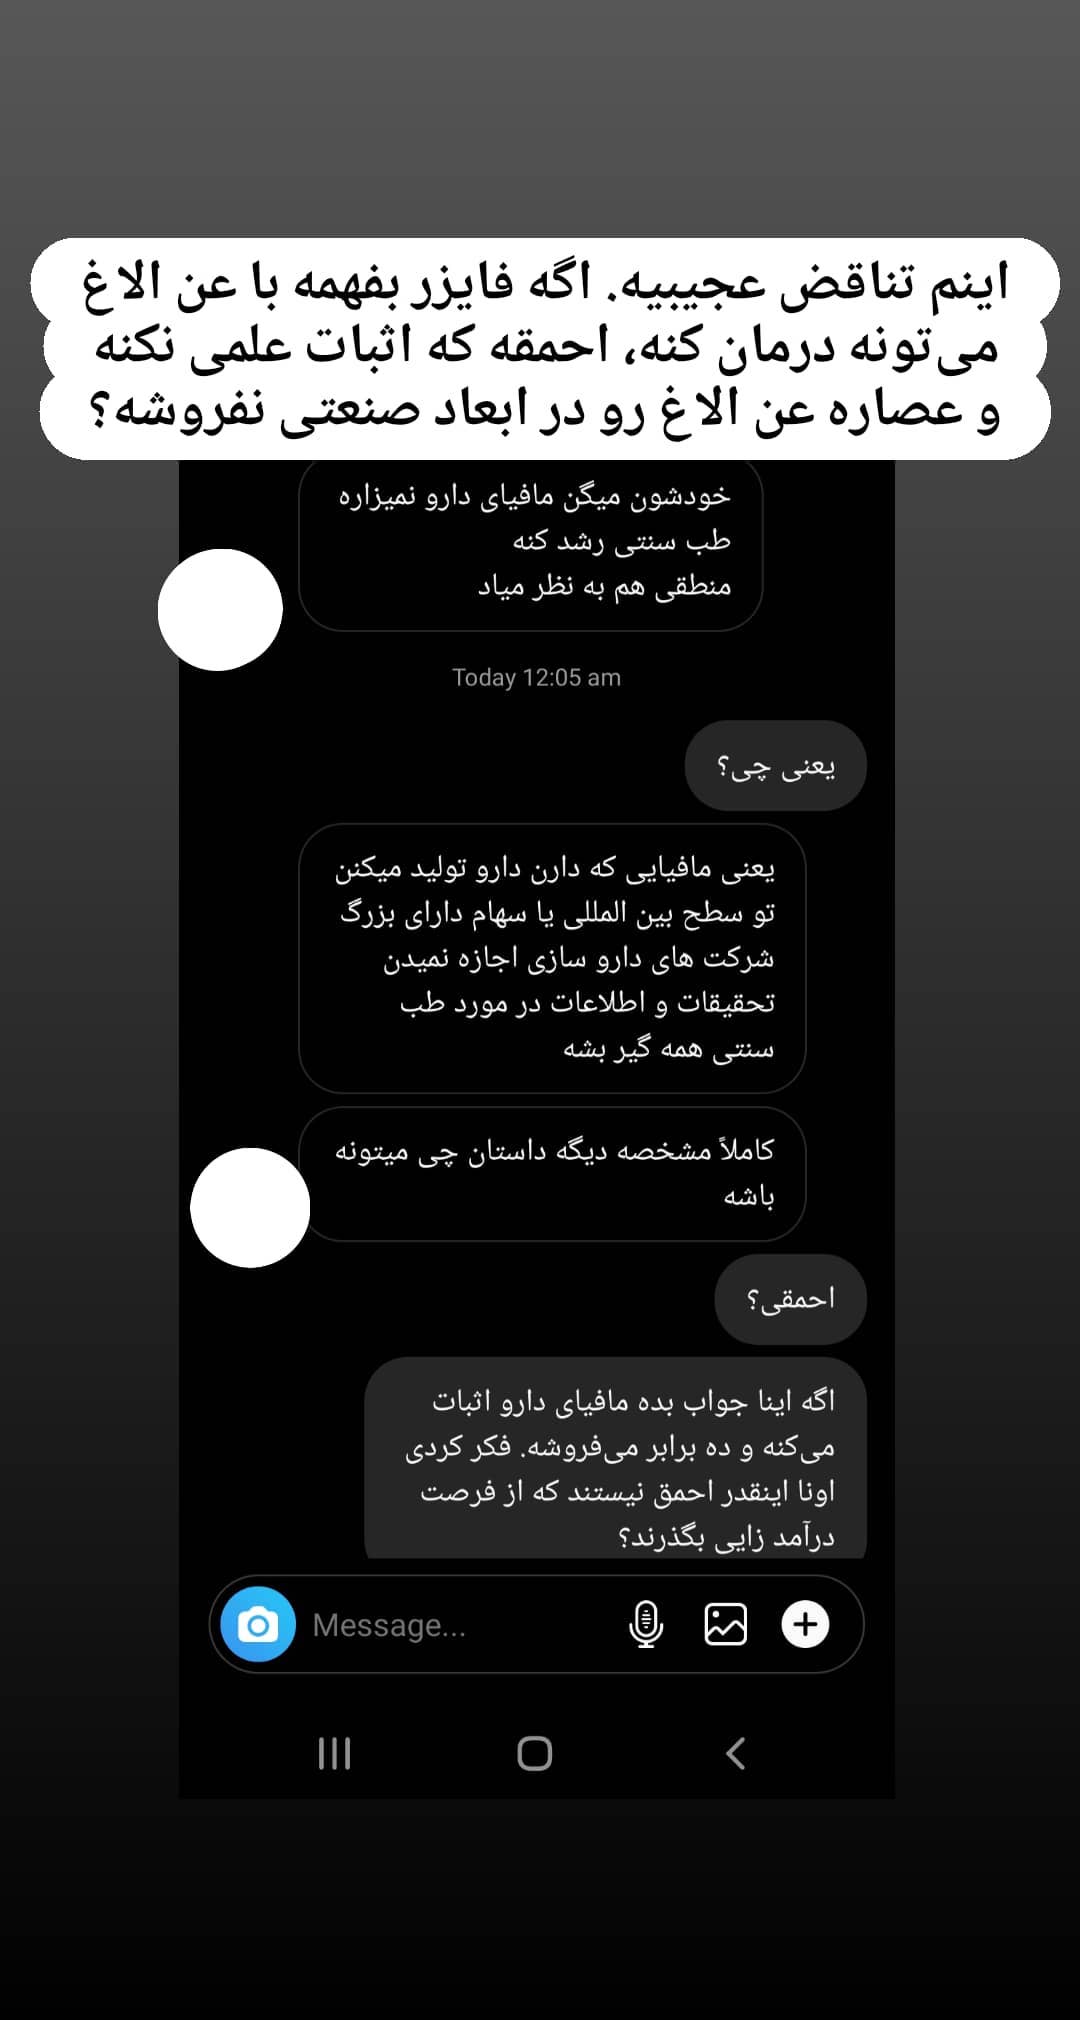 اینم تناقض عجیبیه. اگه فایزر بفهمه با عن الاغ
می‌تونه درمان کنه، احمقه که اثبات علمی نکنه
و عصاره عن الاغ رو در ابعاد صنعتی نفروشه؟
خودشون میگن مافیای دارو نمیزاره
طب سنتی رشد کنه
منطقی هم به نظر میاد
Today 12:05 am
یعنی چی؟
یعنی مافیایی که دارن دارو تولید میکنن
تو سطح بین المللی یا سهام دارای بزرگ
شرکت های دارو سازی اجازه نمیدن
تحقیقات و اطلاعات در مورد طب
سنتی همه گیر بشه
کاملاً مشخصه دیگه داستان چی میتونه
باشه
احمقی؟
اگه اینا جواب بده مافیای دارو اثبات
می‌کنه و ده برابر می‌فروشه. فکر کردی
اونا اینقدر احمق نیستند که از فرصت
درآمد زایی بگذرند؟
Message...